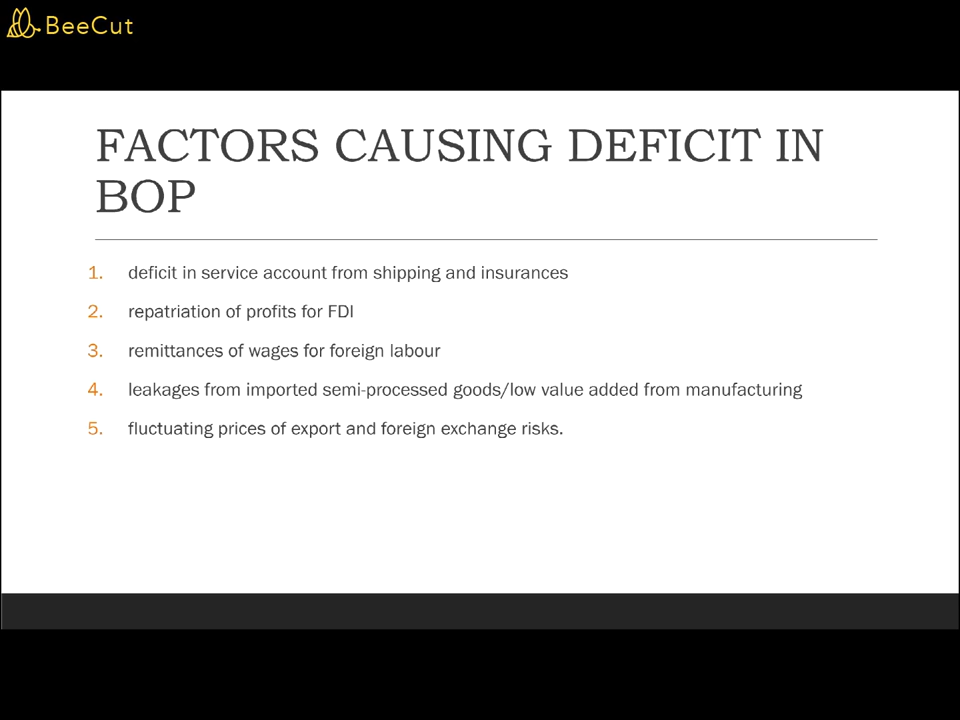 BeeCut
FACTORS CAUSING DEFICIT IN
BOP
1. deficit in service account from shipping and insurances
2. repatriation of profits for FDI
3. remittances of wages for foreign labour
4. leakages from imported semi-processed goods/low value added from manufacturing
5. fluctuating prices of export and foreign exchange risks.